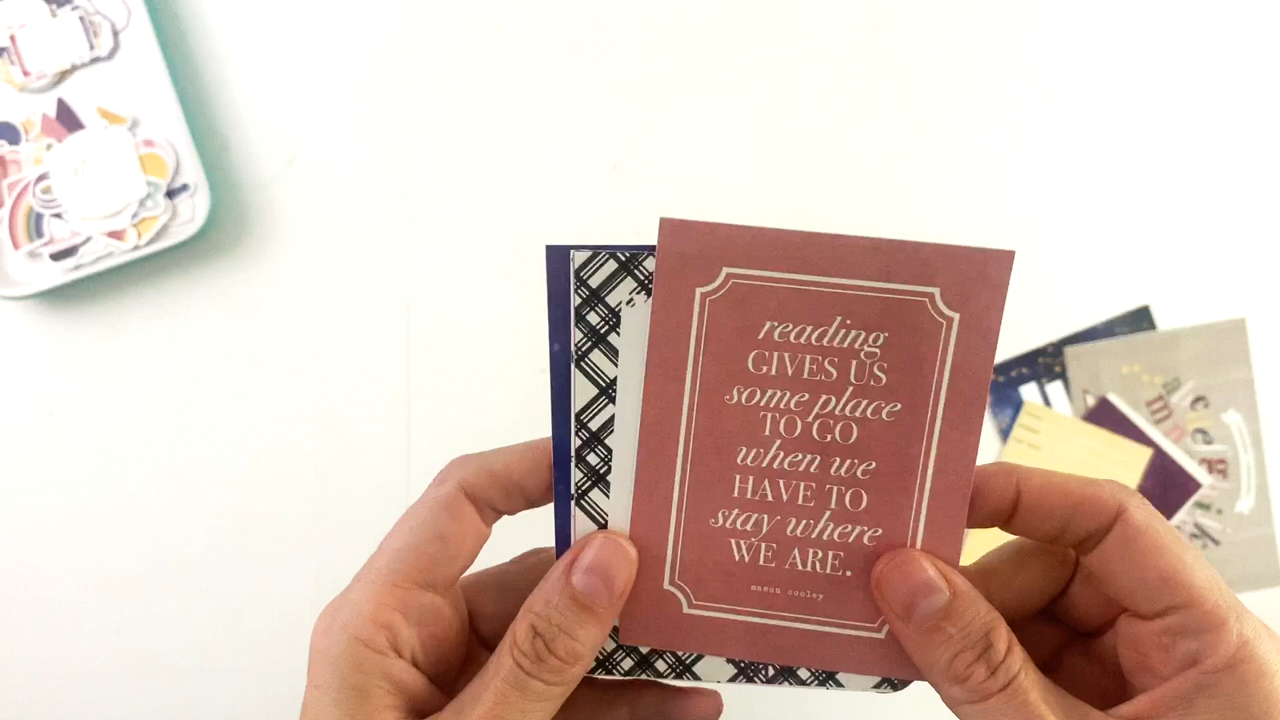 reading
GIVES US
some place
TO GO
when we
HAVE TO
stay where
WE ARE.
mason cooley